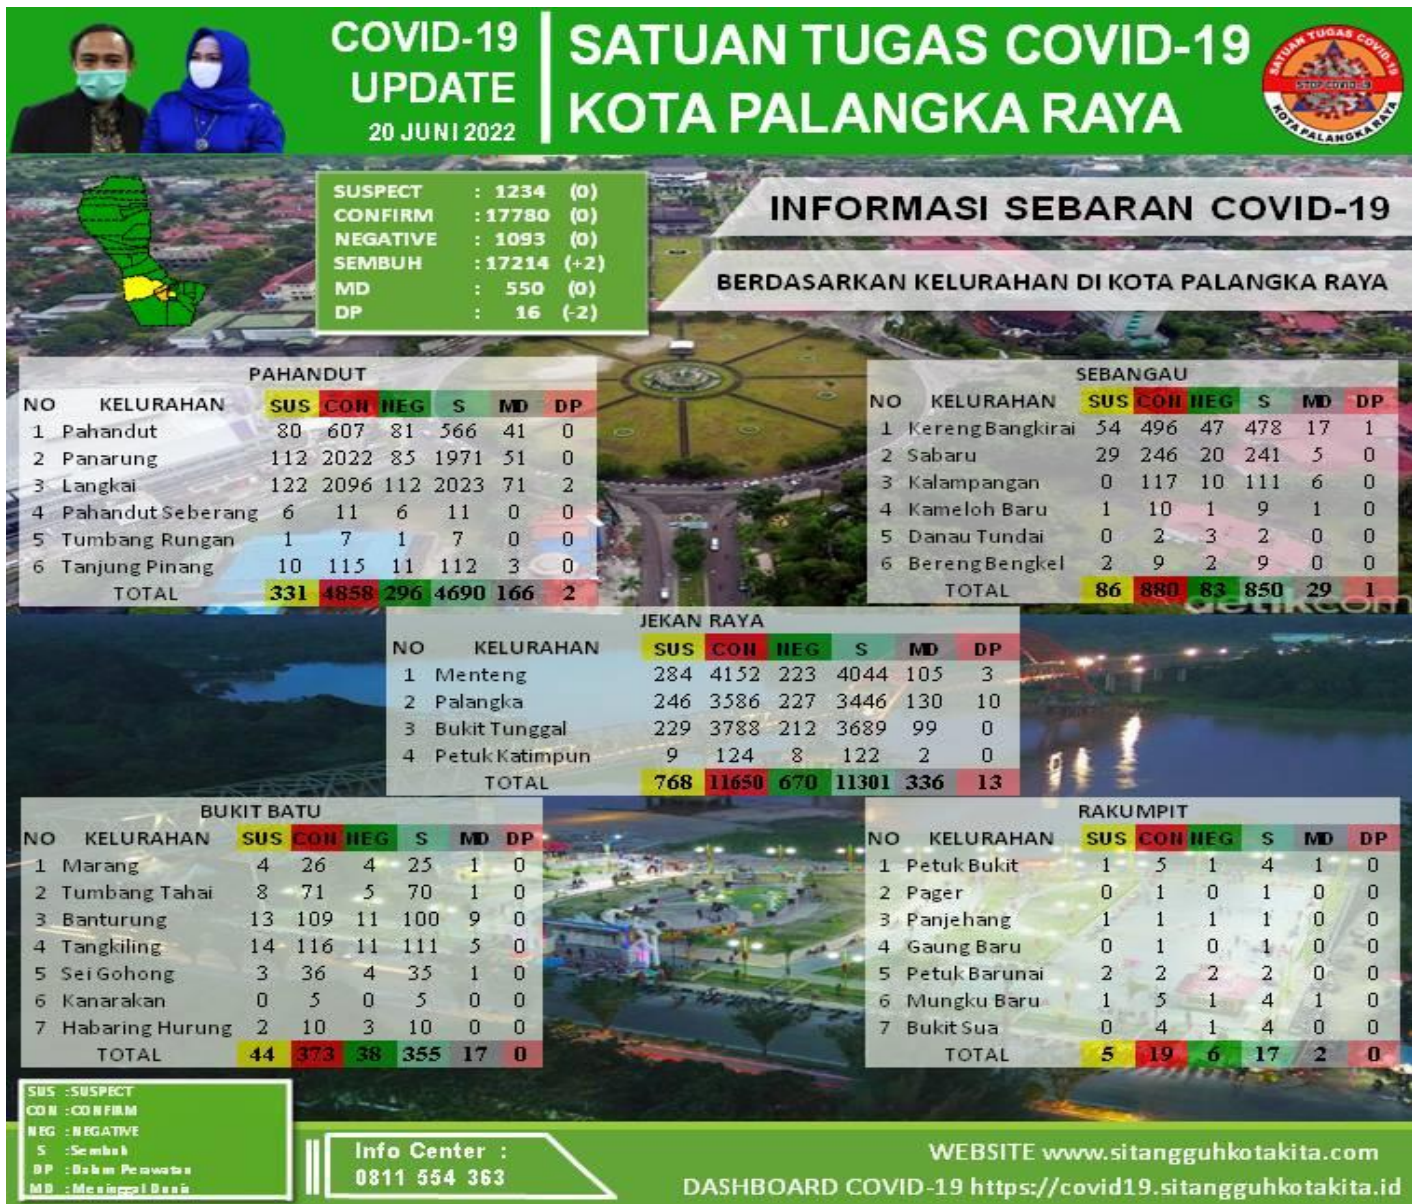 COVID-19
UPDATE
20 JUNI 2022
SATUAN TUGAS COVID-19
KOTA PALANGKA RAYA
SATUAN TUGAS COVID-19
STOP COVID-19
KOTA PALANGKA RAYA
SUSPECT : 1234 (0)
CONFIRM : 17780 (0)
NEGATIVE : 1093 (0)
SEMBUH : 17214 (+2)
MD : 550 (0)
DP : 16 (-2)
INFORMASI SEBARAN COVID-19
BERDASARKAN KELURAHAN DI KOTA PALANGKA RAYA
PAHANDUT
NO KELURAHAN SUS CON NEG S MD DP
1 Pahandut 80 607 81 566 41 0
2 Panarung 112 2022 85 1971 51 0
3 Langkai 122 2096 112 2023 71 2
4 Pahandut Seberang 6 11 6 11 0 0
5 Tumbang Rungan 1 7 1 7 0 0
6 Tanjung Pinang 10 115 11 112 3 0
TOTAL 331 4858 296 4690 166 2
SEBANGAU
NO KELURAHAN SUS CON NEG S MD DP
1 Kereng Bangkirai 54 496 47 478 17 1
2 Sabaru 29 246 20 241 5 0
3 Kalampangan 0 117 10 111 6 0
4 Kameloh Baru 1 10 1 9 1 0
5 Danau Tundai 0 2 3 2 0 0
6 Bereng Bengkel 2 9 2 9 0 0
TOTAL 86 880 83 850 29 1
detikcom
JEKAN RAYA
NO KELURAHAN SUS CON NEG S MD DP
1 Menteng 284 4152 223 4044 105 3
2 Palangka 246 3586 227 3446 130 10
3 Bukit Tunggal 229 3788 212 3689 99 0
4 Petuk Katimpun 9 124 8 122 2 0
TOTAL 768 11650 670 11301 336 13
BUKIT BATU
NO KELURAHAN SUS CON NEG S MD DP
1 Marang 4 26 4 25 1 0
2 Tumbang Tahai 8 71 5 70 1 0
3 Banturung 13 109 11 100 9 0
4 Tangkiling 14 116 11 111 5 0
5 Sei Gohong 3 36 4 35 1 0
6 Kanarakan 0 5 0 5 0 0
7 Habaring Hurung 2 10 3 10 0 0
TOTAL 44 373 38 355 17 0
RAKUMPIT
NO KELURAHAN SUS CON NEG S MD DP
1 Petuk Bukit 1 5 1 4 1 0
2 Pager 0 1 0 1 0 0
3 Panjehang 1 1 1 1 0 0
4 Gaung Baru 0 1 0 1 0 0
5 Petuk Barunai 2 2 2 2 0 0
6 Mungku Baru 1 5 1 4 1 0
7 Bukit Sua 0 4 1 4 0 0
TOTAL 5 19 6 17 2 0
SUS :SUSPECT
CON :CONFIRM
NEG :NEGATIVE
S :Sembuh
DP :Dalam Perawatan
MD :Meninggal Dunia
Info Center :
0811 554 363
WEBSITE www.sitangguhkotakita.com
DASHBOARD COVID-19 https://covid19.sitangguhkotakita.id